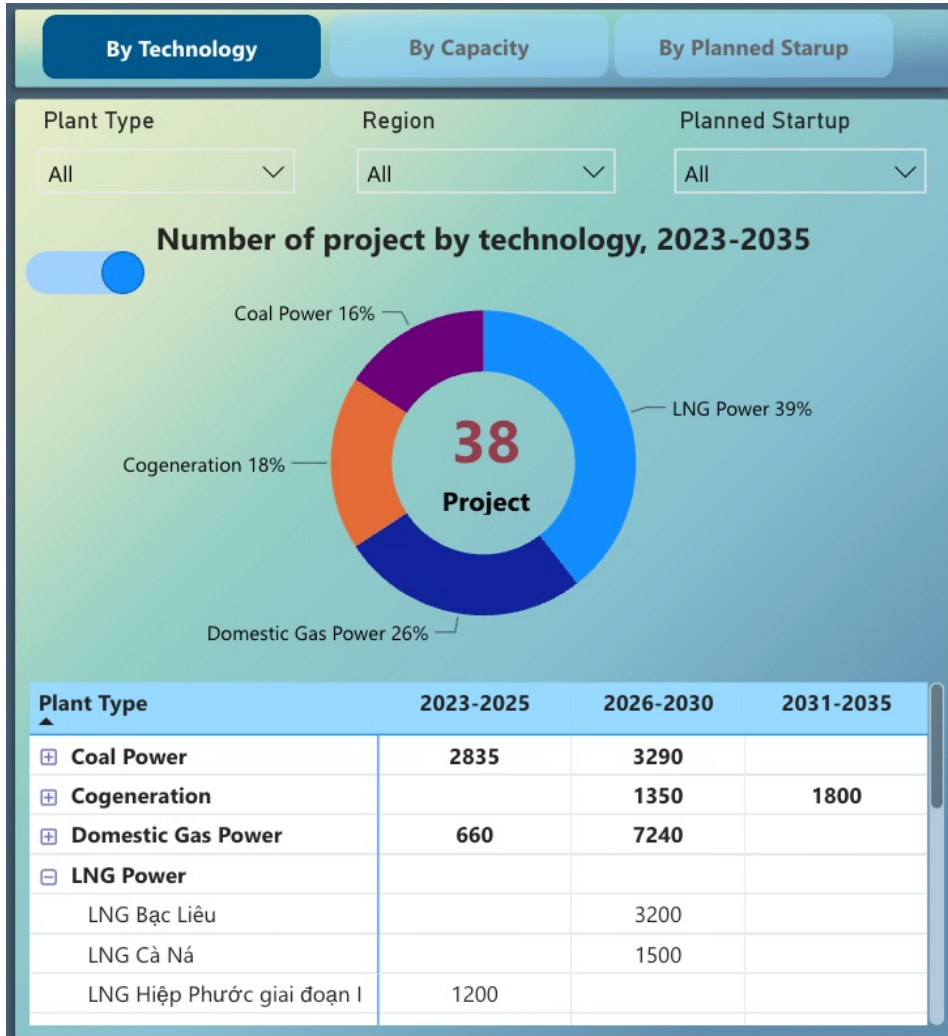 By Technology By Capacity By Planned Starup
Plant Type Region Planned Startup
All All All
Number of project by technology, 2023-2035
Coal Power 16%
LNG Power 39%
38
Cogeneration 18%
Project
Domestic Gas Power 26%
Plant Type 2023-2025 2026-2030 2031-2035
Coal Power 2835 3290
Cogeneration 1350 1800
Domestic Gas Power 660 7240
LNG Power
LNG Bạc Liêu 3200
LNG Cà Ná 1500
LNG Hiệp Phước giai đoạn I 1200